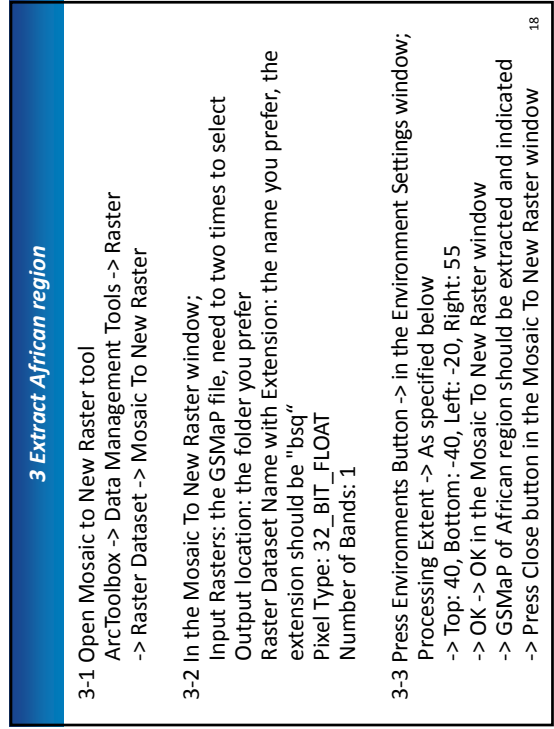 3 Extract African region
3-1 Open Mosaic to New Raster tool
ArcToolbox -> Data Management Tools -> Raster
-> Raster Dataset -> Mosaic To New Raster
3-2 In the Mosaic To New Raster window;
Input Rasters: the GSMaP file, need to two times to select
Output location: the folder you prefer
Raster Dataset Name with Extension: the name you prefer, the
extension should be "bsq“
Pixel Type: 32_BIT_FLOAT
Number of Bands: 1
3-3 Press Environments Button -> in the Environment Settings window;
Processing Extent -> As specified below
-> Top: 40, Bottom: -40, Left: -20, Right: 55
-> OK -> OK in the Mosaic To New Raster window
-> GSMaP of African region should be extracted and indicated
-> Press Close button in the Mosaic To New Raster window
18